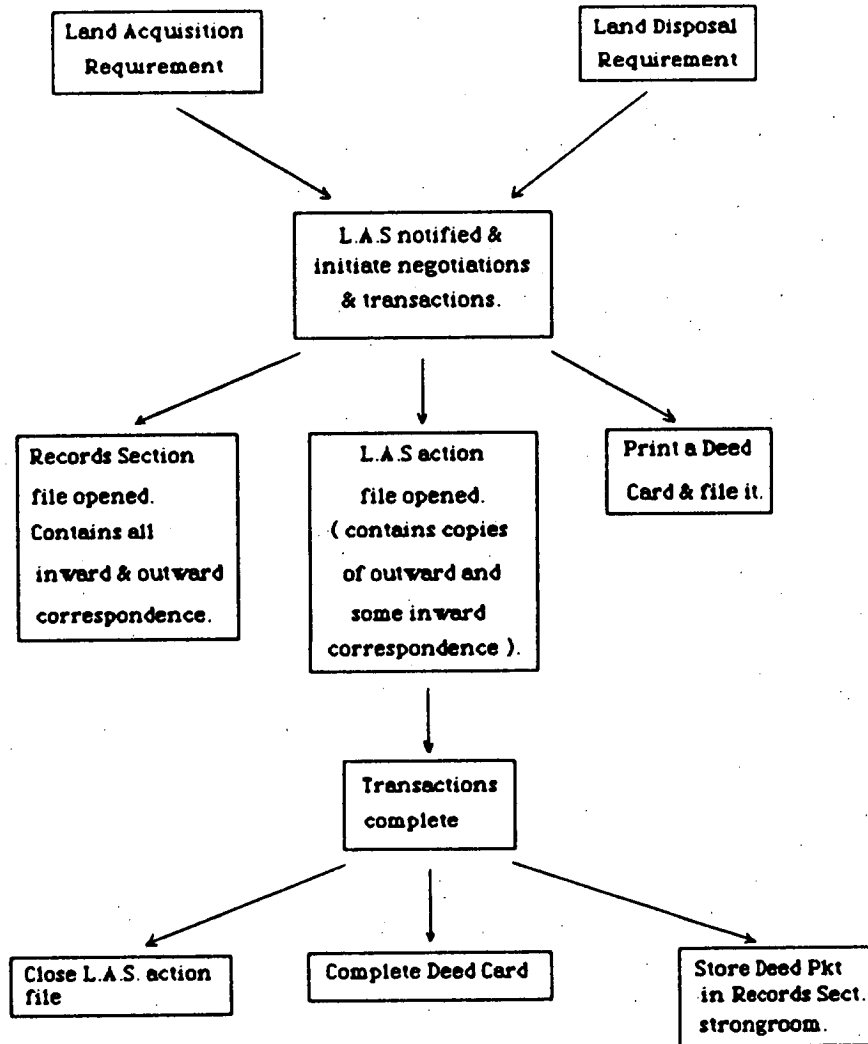 Land Acquisition
Requirement
Land Disposal
Requirement
L.A.S notified &
initiate negotiations
& transactions.
Records Section
file opened.
Contains all
inward & outward
correspondence.
L.A.S action
file opened.
( contains copies
of outward and
some inward
correspondence ).
Print a Deed
Card & file it.
Transactions
complete
Close L.A.S. action
file
Complete Deed Card
Store Deed Pkt
in Records Sect.
strongroom.